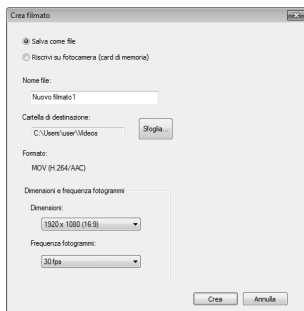 Crea filmato
Salva come file
Riscrivi su fotocamera (card di memoria)
Nome file:
Nuovo filmato1
Cartella di destinazione:
C:\Users\user\Videos
Sfoglia...
Formato:
MOV (H.264/AAC)
Dimensioni e frequenza fotogrammi
Dimensioni:
1920 x 1080 (16:9)
Frequenza fotogrammi:
30 fps
Crea
Annulla